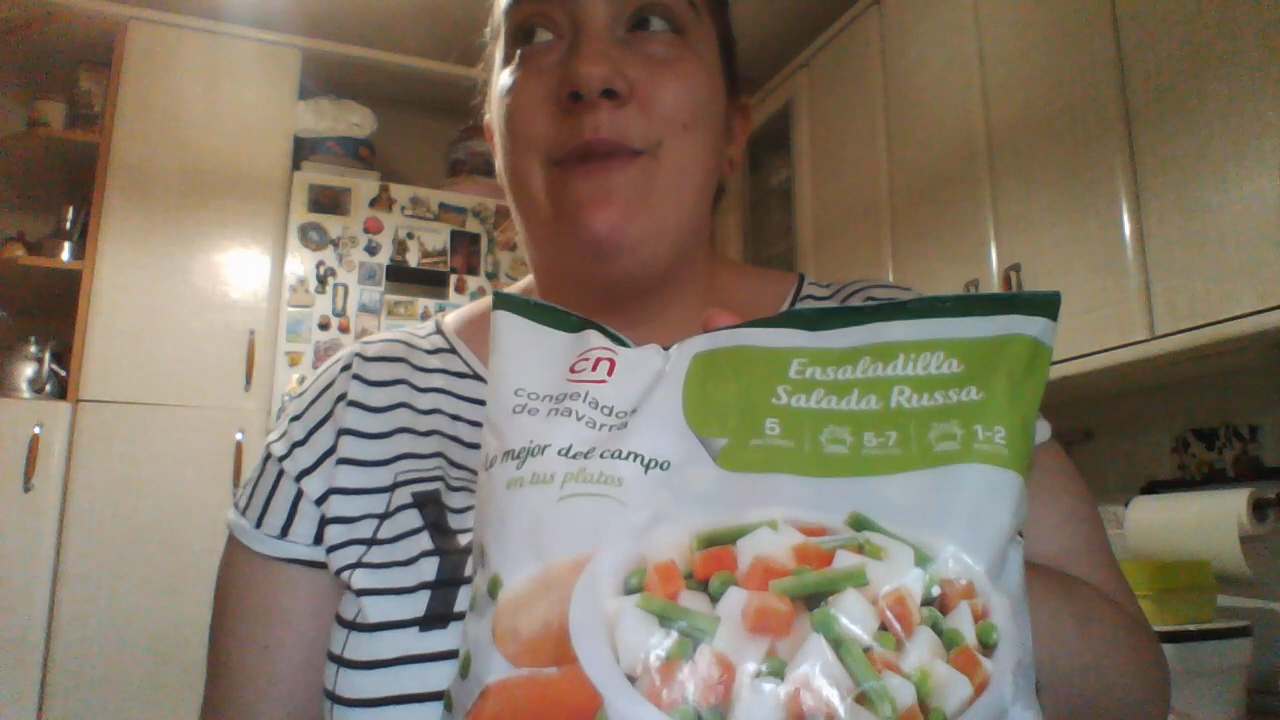 cn
congelados
de navarra
Lo mejor del campo
en tus platos
Ensaladilla
Salada Russa
5
5-7
1-2